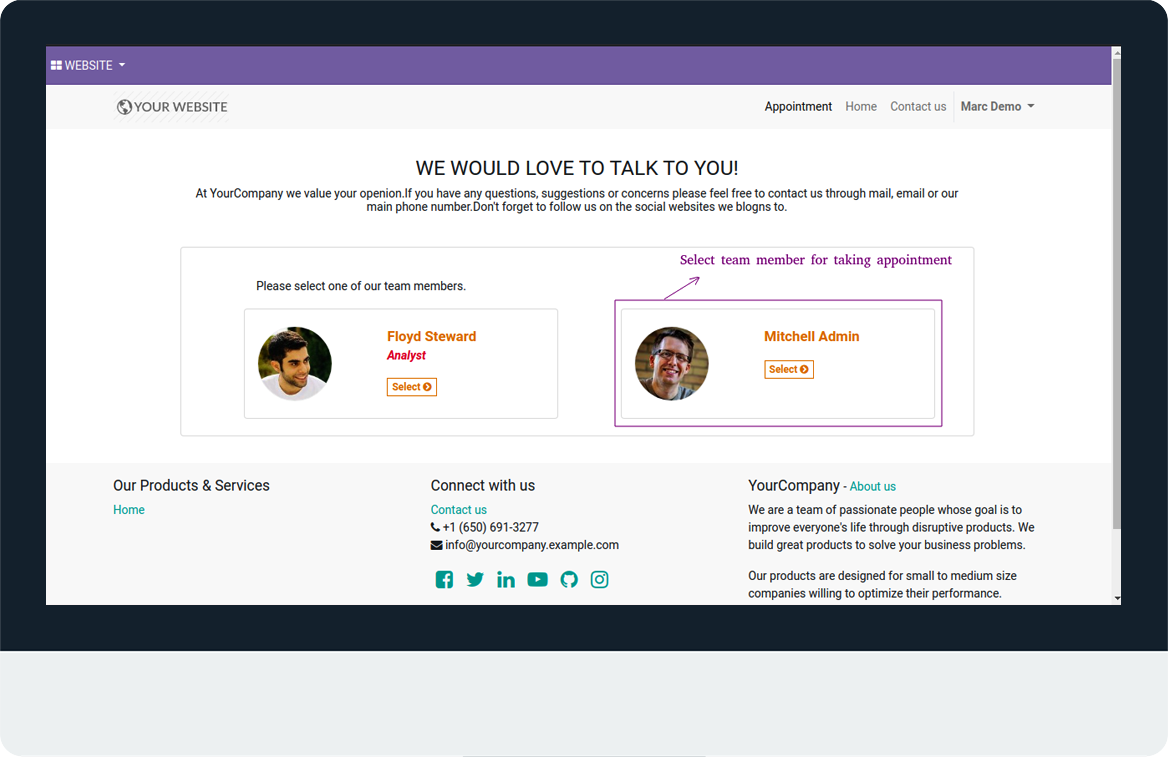 WEBSITE
YOUR WEBSITE
Appointment Home Contact us Marc Demo
WE WOULD LOVE TO TALK TO YOU!
At YourCompany we value your openion.If you have any questions, suggestions or concerns please feel free to contact us through mail, email or our
main phone number.Don't forget to follow us on the social websites we blogns to.
Select team member for taking appointment
Please select one of our team members.
Floyd Steward
Analyst
Select
Mitchell Admin
Select
Our Products & Services
Home
Connect with us
Contact us
+1 (650) 691-3277
info@yourcompany.example.com
YourCompany - About us
We are a team of passionate people whose goal is to
improve everyone's life through disruptive products. We
build great products to solve your business problems.
Our products are designed for small to medium size
companies willing to optimize their performance.